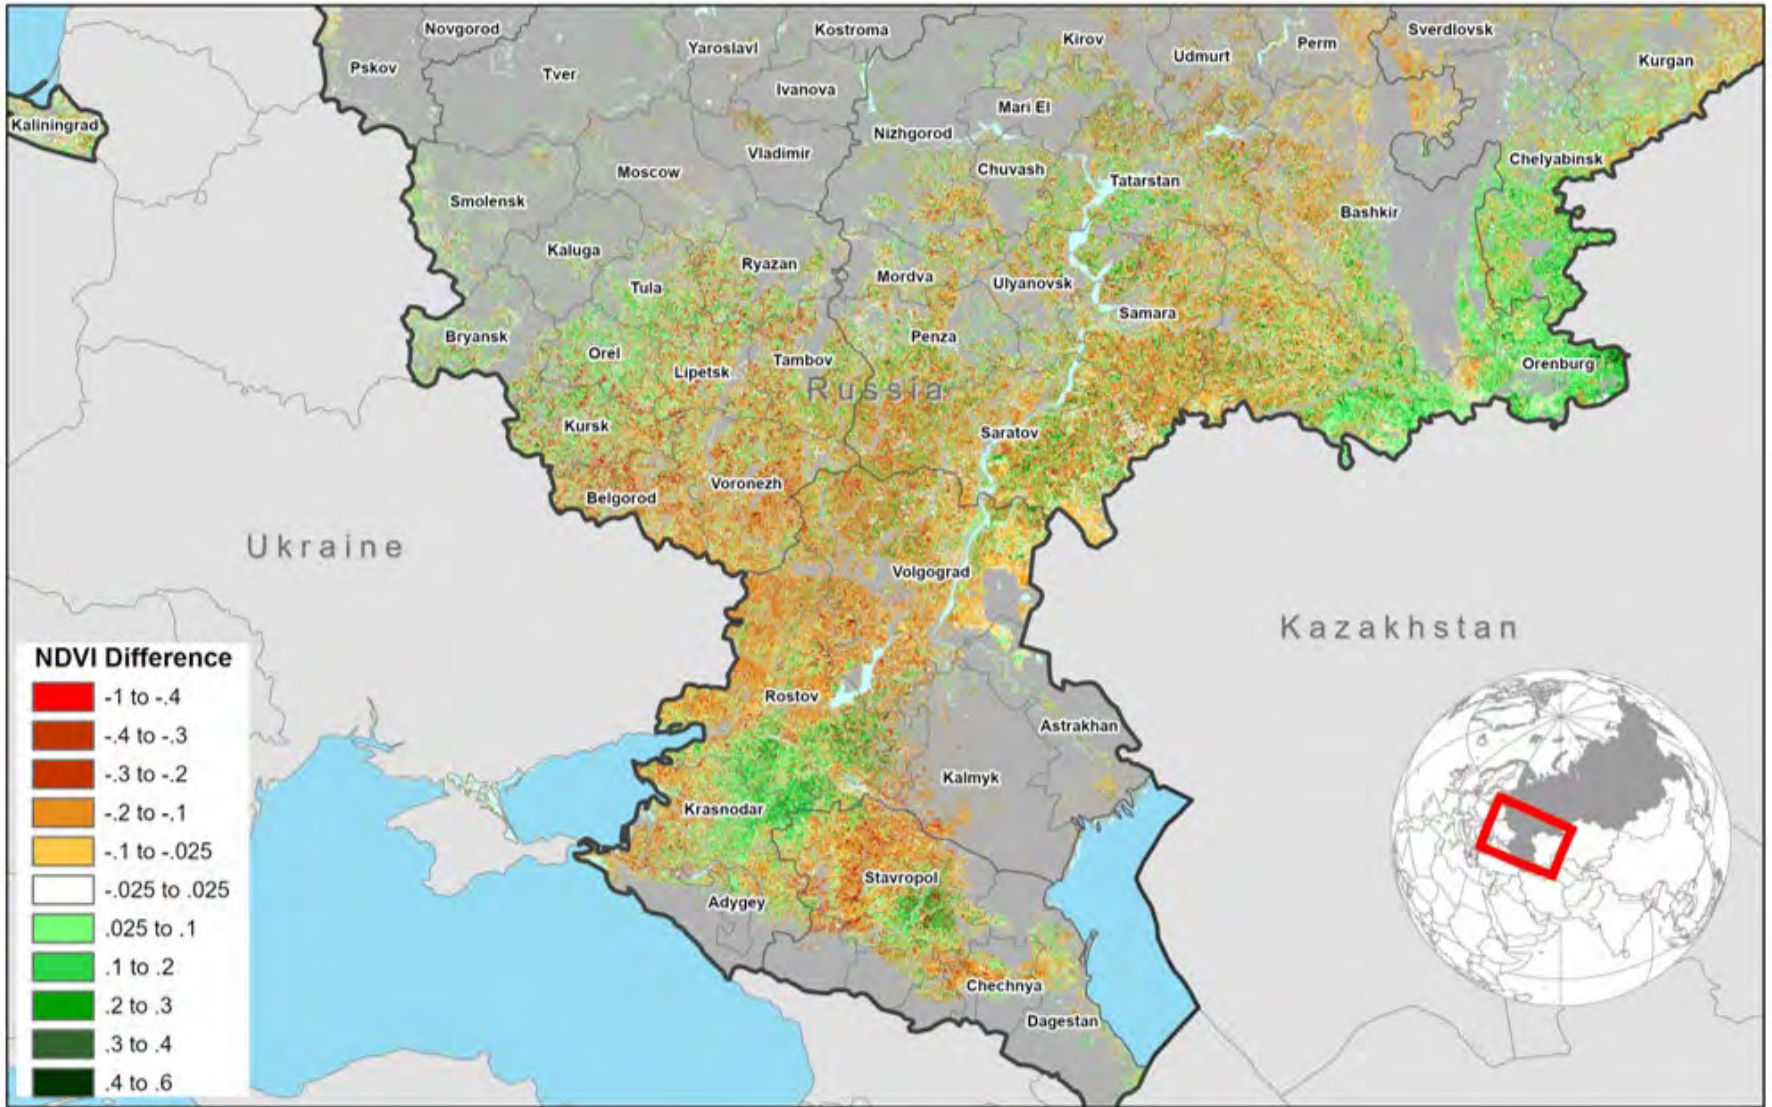 Novgorod
Kostroma
Sverdlovsk
Pskov
Tver
Yaroslavl
Kirov
Udmurt
Perm
Kurgan
Ivanova
Kaliningrad
Mari El
Nizhgorod
Vladimir
Moscow
Chuvash
Tatarstan
Chelyabinsk
Smolensk
Bashkir
Kaluga
Ryazan
Tula
Mordva
Ulyanovsk
Samara
Bryansk
Orel
Lipetsk
Tambov
Penza
Russia
Orenburg
Kursk
Saratov
Belgorod
Voronezh
Ukraine
Volgograd
Kazakhstan
Rostov
Astrakhan
Kalmyk
Krasnodar
Stavropol
Adygey
Chechnya
Dagestan
NDVI Difference
-1 to -.4
-.4 to -.3
-.3 to -.2
-.2 to -.1
-.1 to -.025
-.025 to .025
.025 to .1
.1 to .2
.2 to .3
.3 to .4
.4 to .6